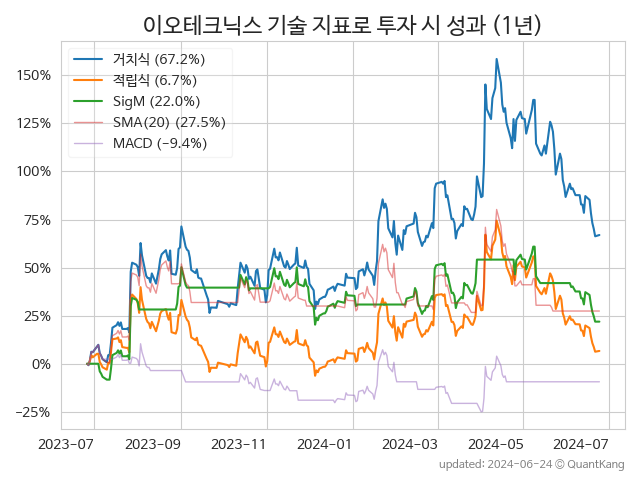 이오테크닉스 기술 지표로 투자 시 성과 (1년)
거치식 (67.2%)
적립식 (6.7%)
SigM (22.0%)
SMA(20) (27.5%)
MACD (−9.4%)
150%
125%
100%
75%
50%
25%
0%
−25%
2023-07 2023-09 2023-11 2024-01 2024-03 2024-05 2024-07
updated: 2024-06-24 ⓒ QuantKang